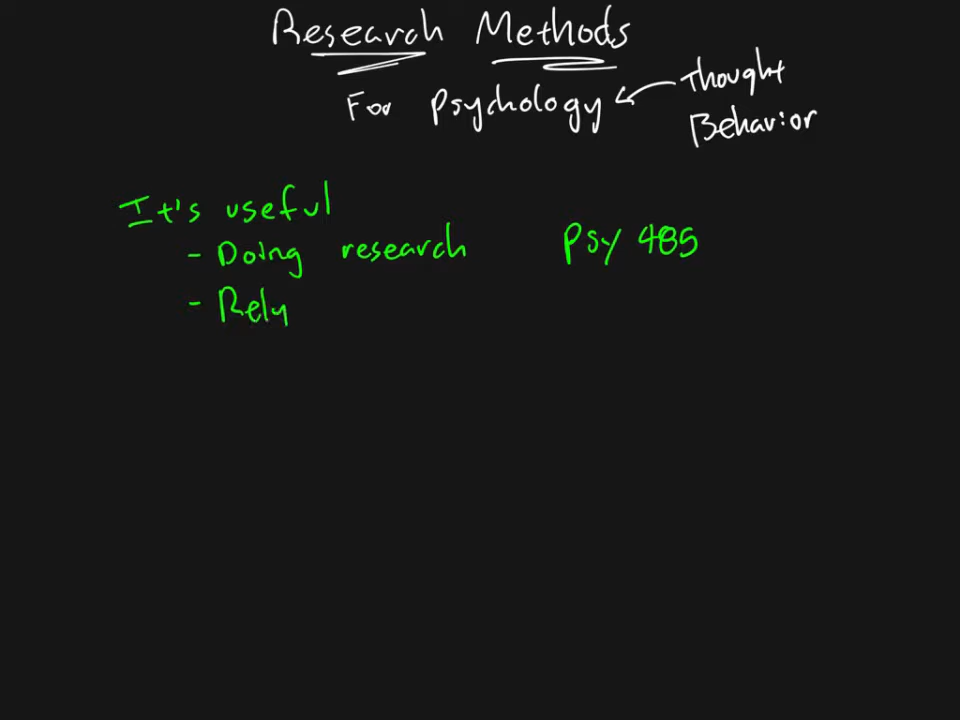 Research Methods
For Psychology
Thought
Behavior
It's useful
- Doing research
Psy 485
- Rely